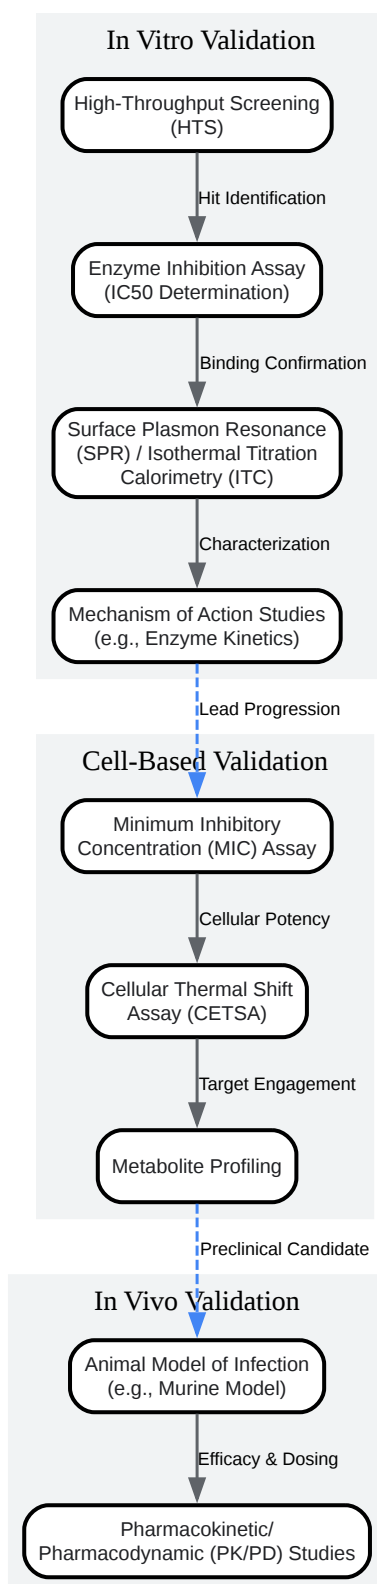 In Vitro Validation
High-Throughput Screening
(HTS)
Hit Identification
Enzyme Inhibition Assay
(IC50 Determination)
Binding Confirmation
Surface Plasmon Resonance
(SPR) / Isothermal Titration
Calorimetry (ITC)
Characterization
Mechanism of Action Studies
(e.g., Enzyme Kinetics)
Lead Progression
Cell-Based Validation
Minimum Inhibitory
Concentration (MIC) Assay
Cellular Potency
Cellular Thermal Shift
Assay (CETSA)
Target Engagement
Metabolite Profiling
Preclinical Candidate
In Vivo Validation
Animal Model of Infection
(e.g., Murine Model)
Efficacy & Dosing
Pharmacokinetic/
Pharmacodynamic (PK/PD) Studies